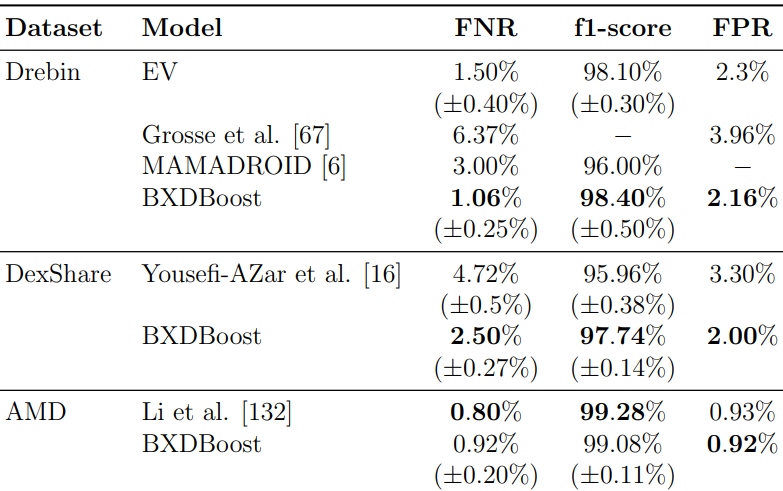 Dataset Model FNR f1-score FPR
Drebin EV 1.50% 98.10% 2.3%
(±0.40%) (±0.30%)
Grosse et al. [67] 6.37% − 3.96%
MAMADROID [6] 3.00% 96.00% −
BXDBoost 1.06% 98.40% 2.16%
(±0.25%) (±0.50%)
DexShare Yousefi-AZar et al. [16] 4.72% 95.96% 3.30%
(±0.5%) (±0.38%)
BXDBoost 2.50% 97.74% 2.00%
(±0.27%) (±0.14%)
AMD Li et al. [132] 0.80% 99.28% 0.93%
BXDBoost 0.92% 99.08% 0.92%
(±0.20%) (±0.11%)